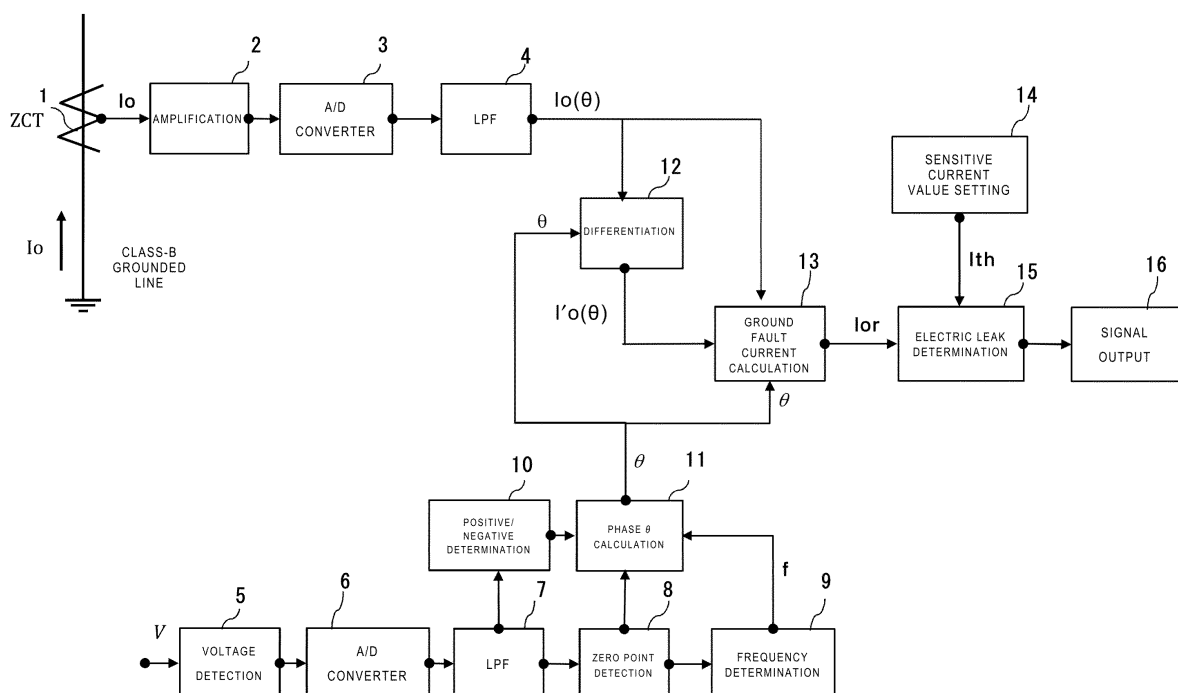 1
ZCT
Io
2
AMPLIFICATION
3
A/D
CONVERTER
4
LPF
Io(θ)
Io
CLASS-B
GROUNDED
LINE
12
DIFFERENTIATION
θ
I'o(θ)
13
GROUND
FAULT
CURRENT
CALCULATION
Ior
14
SENSITIVE
CURRENT
VALUE SETTING
Ith
15
ELECTRIC LEAK
DETERMINATION
16
SIGNAL
OUTPUT
θ
θ
10
POSITIVE/
NEGATIVE
DETERMINATION
11
PHASE θ
CALCULATION
f
V
5
VOLTAGE
DETECTION
6
A/D
CONVERTER
7
LPF
8
ZERO POINT
DETECTION
9
FREQUENCY
DETERMINATION